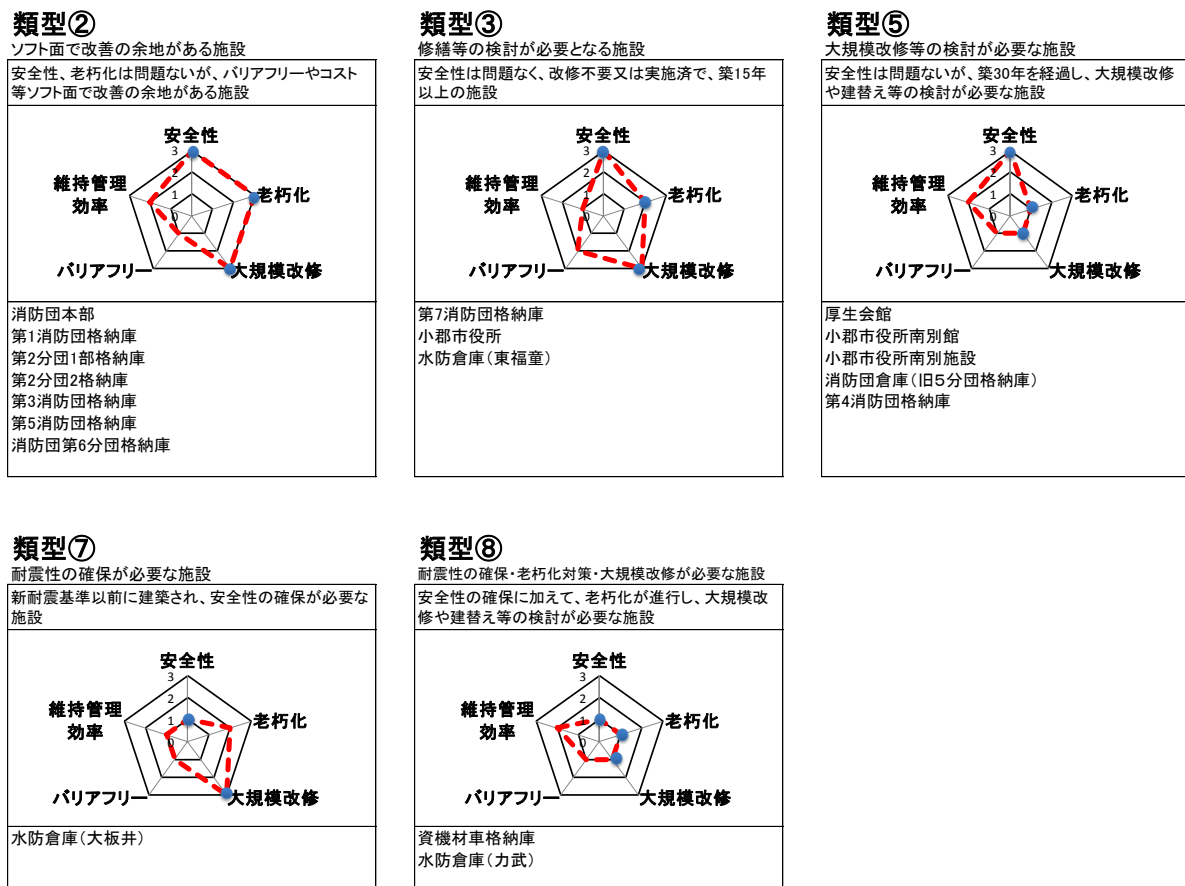 類型②
ソフト面で改善の余地がある施設
安全性、老朽化は問題ないが、バリアフリーやコスト
等ソフト面で改善の余地がある施設
安全性
3
2
1
0
維持管理
効率
老朽化
バリアフリー
大規模改修
消防団本部
第1消防団格納庫
第2分団1部格納庫
第2分団2格納庫
第3消防団格納庫
第5消防団格納庫
消防団第6分団格納庫
類型③
修繕等の検討が必要となる施設
安全性は問題なく、改修不要又は実施済で、築15年
以上の施設
安全性
3
2
1
0
維持管理
効率
老朽化
バリアフリー
大規模改修
第7消防団格納庫
小郡市役所
水防倉庫(東福童)
類型⑤
大規模改修等の検討が必要な施設
安全性は問題ないが、築30年を経過し、大規模改修
や建替え等の検討が必要な施設
安全性
3
2
1
0
維持管理
効率
老朽化
バリアフリー
大規模改修
厚生会館
小郡市役所南別館
小郡市役所南別施設
消防団倉庫(旧5分団格納庫)
第4消防団格納庫
類型⑦
耐震性の確保が必要な施設
新耐震基準以前に建築され、安全性の確保が必要な
施設
安全性
3
2
1
0
維持管理
効率
老朽化
バリアフリー
大規模改修
水防倉庫(大板井)
類型⑧
耐震性の確保・老朽化対策・大規模改修が必要な施設
安全性の確保に加えて、老朽化が進行し、大規模改
修や建替え等の検討が必要な施設
安全性
3
2
1
0
維持管理
効率
老朽化
バリアフリー
大規模改修
資機材車格納庫
水防倉庫(力武)